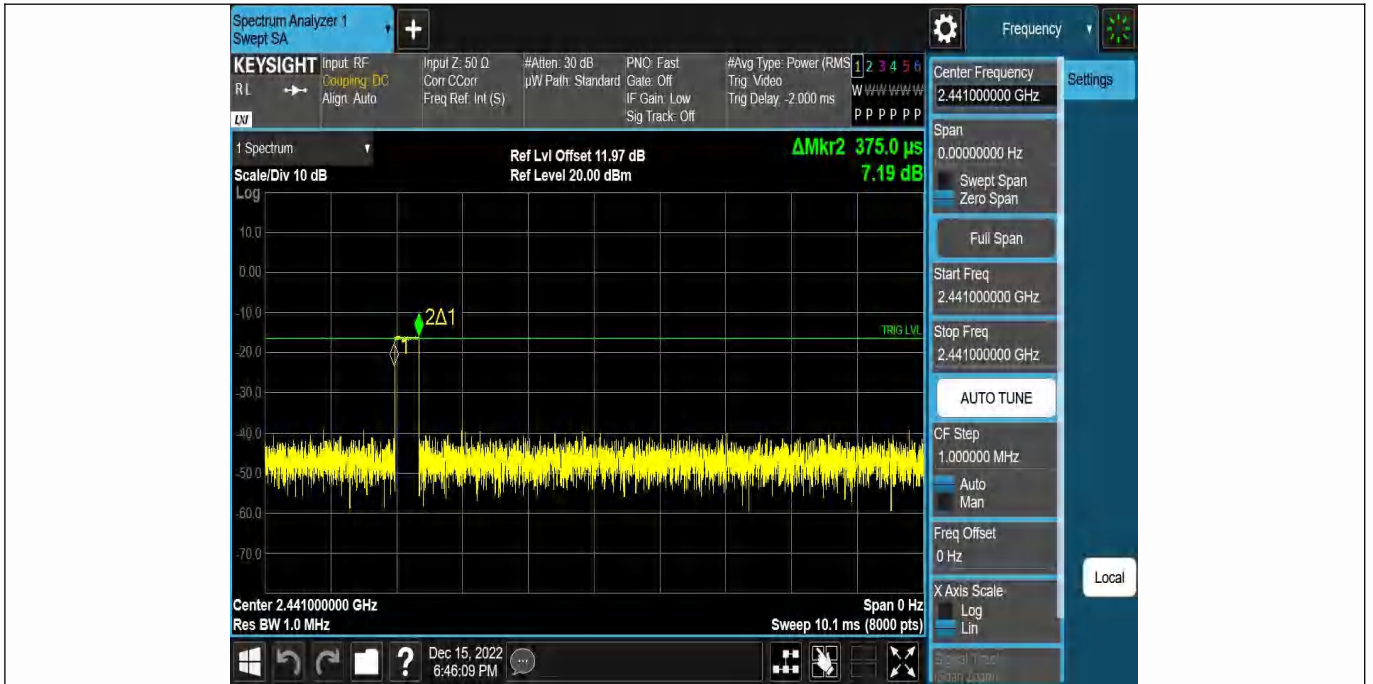 Spectrum Analyzer 1
Swept SA
Frequency
KEYSIGHT
RL
LXI
Input: RF
Coupling: DC
Align: Auto
Input Z: 50 Ω
Corr CCorr
Freq Ref: Int (S)
#Atten: 30 dB
µW Path: Standard
PNO: Fast
Gate: Off
IF Gain: Low
Sig Track: Off
#Avg Type: Power (RMS
Trig: Video
Trig Delay: -2.000 ms
1 2 3 4 5 6
W W W W W W
P P P P P P
1 Spectrum
Scale/Div 10 dB
Ref Lvl Offset 11.97 dB
Ref Level 20.00 dBm
ΔMkr2 375.0 µs
7.19 dB
Log
10.0
0.00
-10.0
-20.0
-30.0
-40.0
-50.0
-60.0
-70.0
2Δ1
TRIG LVL
Center 2.441000000 GHz
Res BW 1.0 MHz
Span 0 Hz
Sweep 10.1 ms (8000 pts)
Dec 15, 2022
6:46:09 PM
Center Frequency
2.441000000 GHz
Settings
Span
0.00000000 Hz
Swept Span
Zero Span
Full Span
Start Freq
2.441000000 GHz
Stop Freq
2.441000000 GHz
AUTO TUNE
CF Step
1.000000 MHz
Auto
Man
Freq Offset
0 Hz
X Axis Scale
Log
Lin
Signal Track
(Span Zoom)
Local